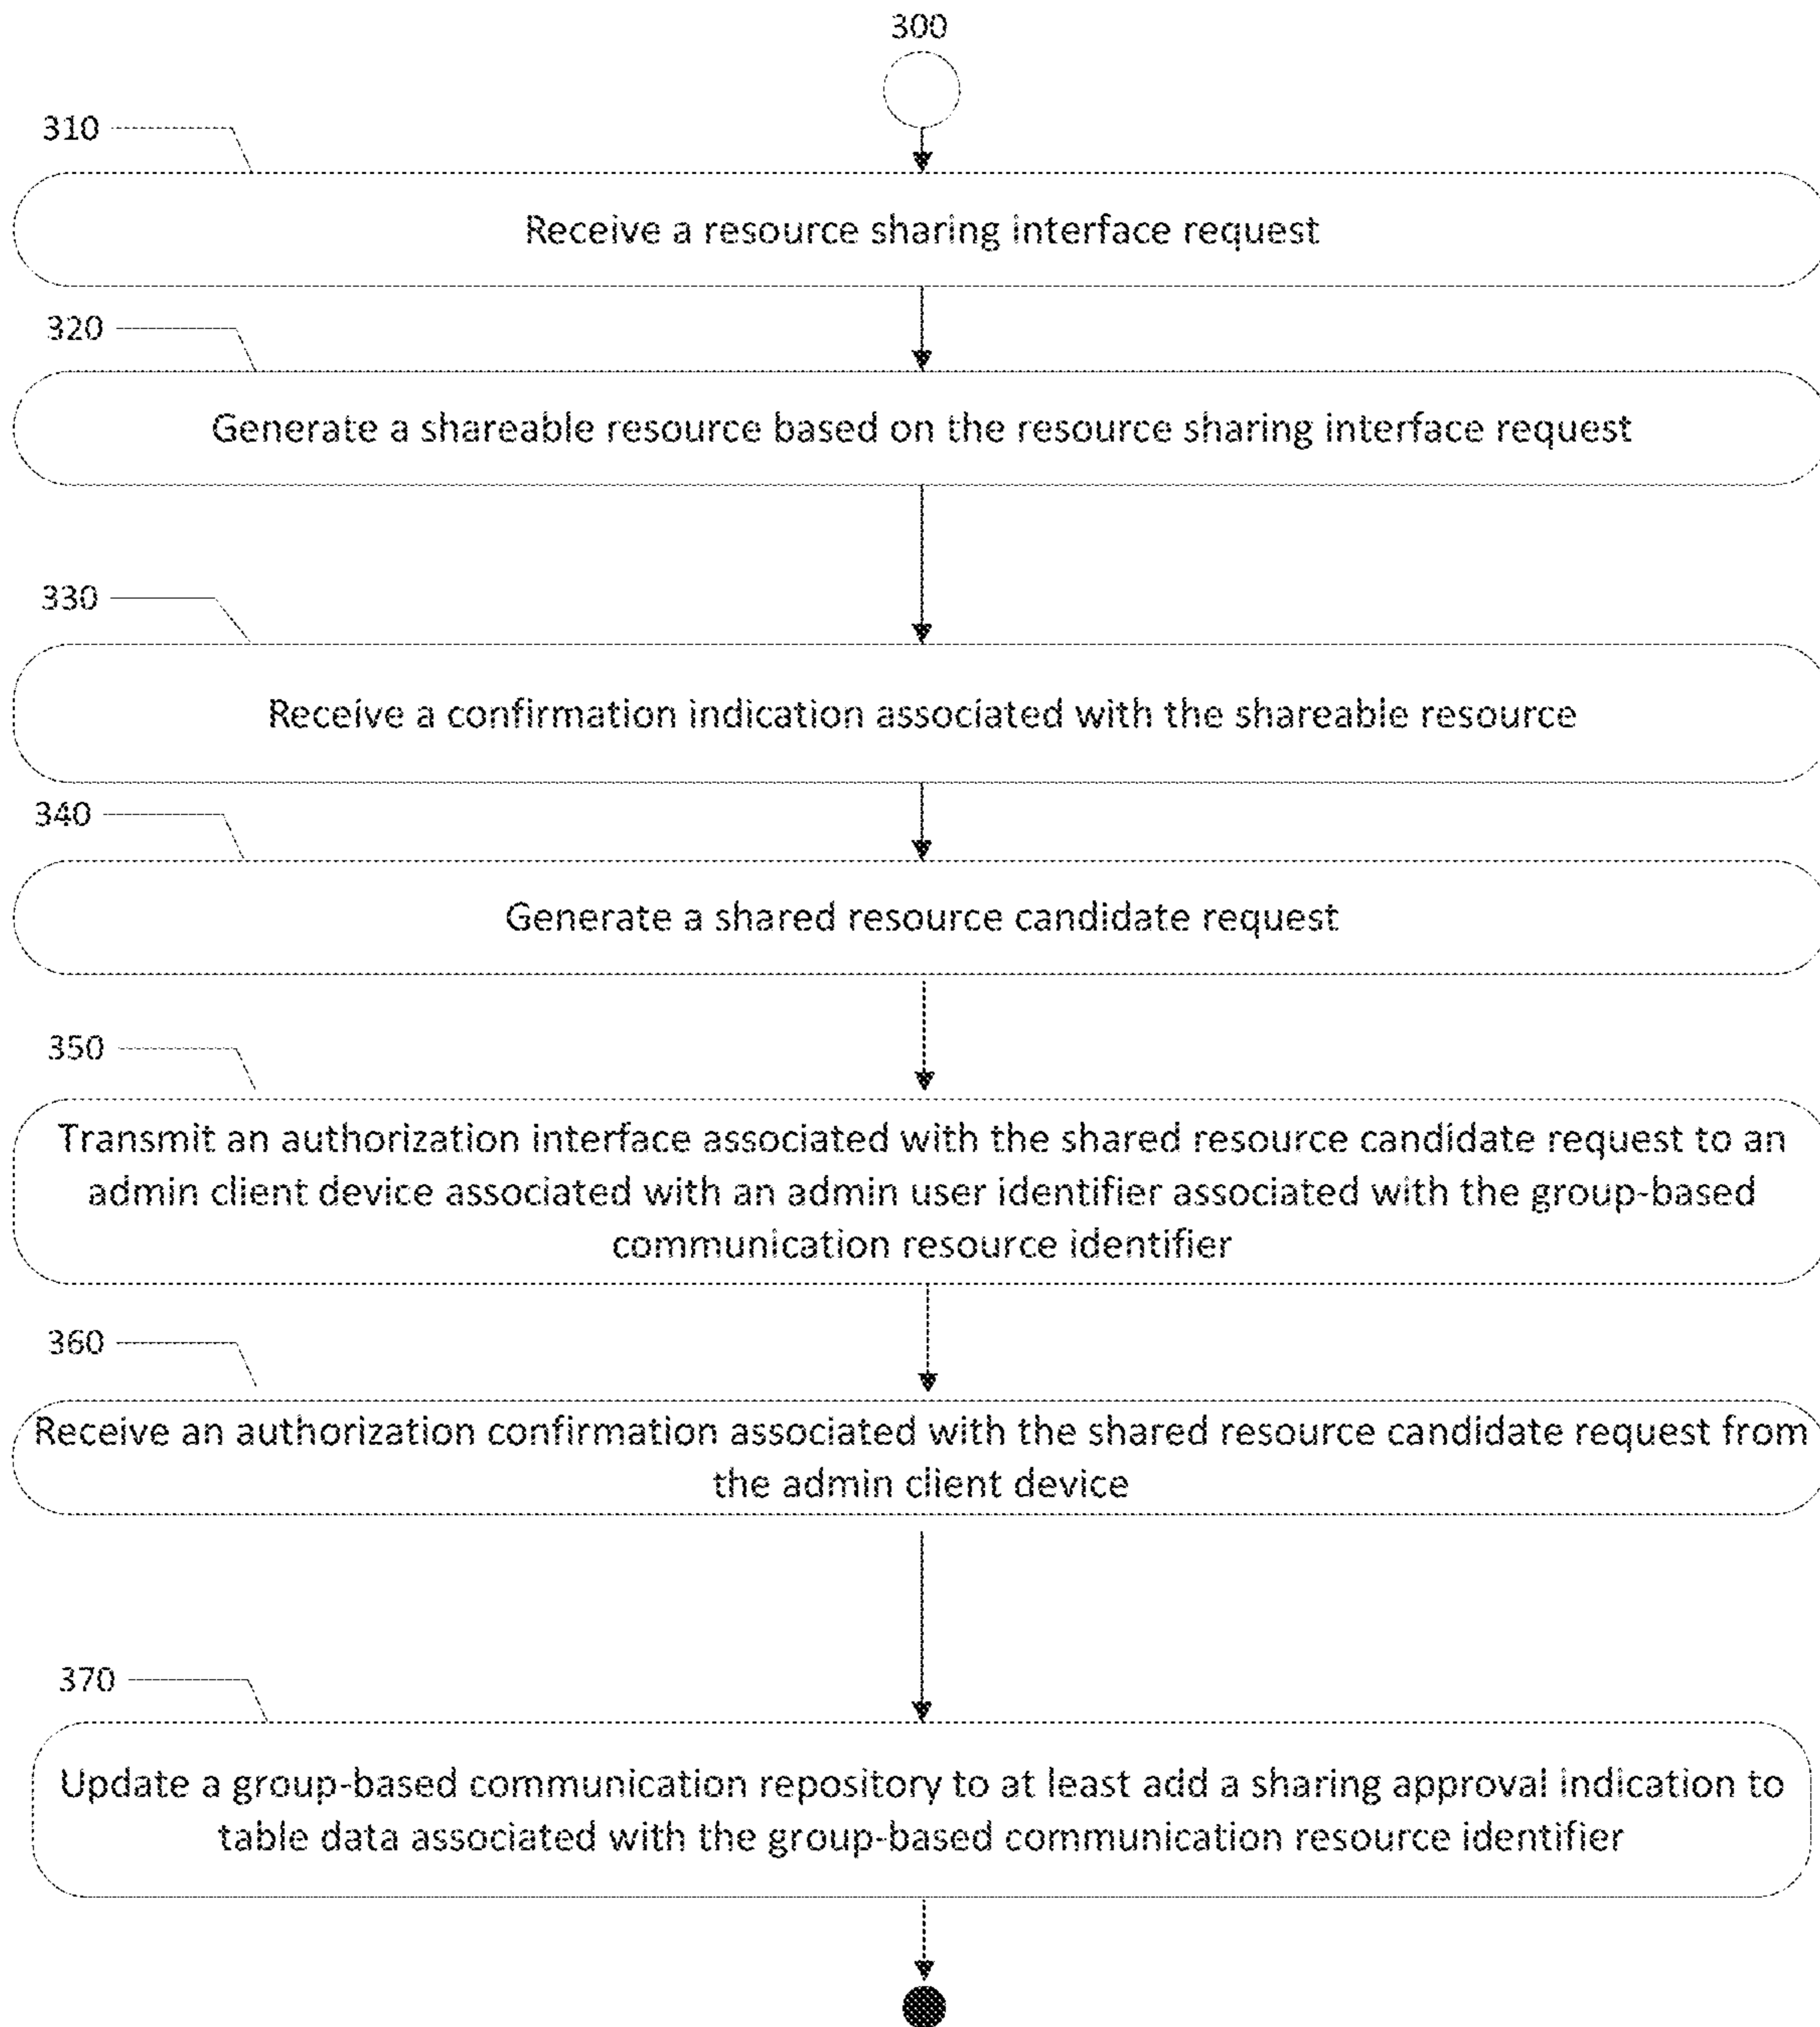 300
310
Receive a resource sharing interface request
320
Generate a shareable resource based on the resource sharing interface request
330
Receive a confirmation indication associated with the shareable resource
340
Generate a shared resource candidate request
350
Transmit an authorization interface associated with the shared resource candidate request to an
admin client device associated with an admin user identifier associated with the group-based
communication resource identifier
360
Receive an authorization confirmation associated with the shared resource candidate request from
the admin client device
370
Update a group-based communication repository to at least add a sharing approval indication to
table data associated with the group-based communication resource identifier